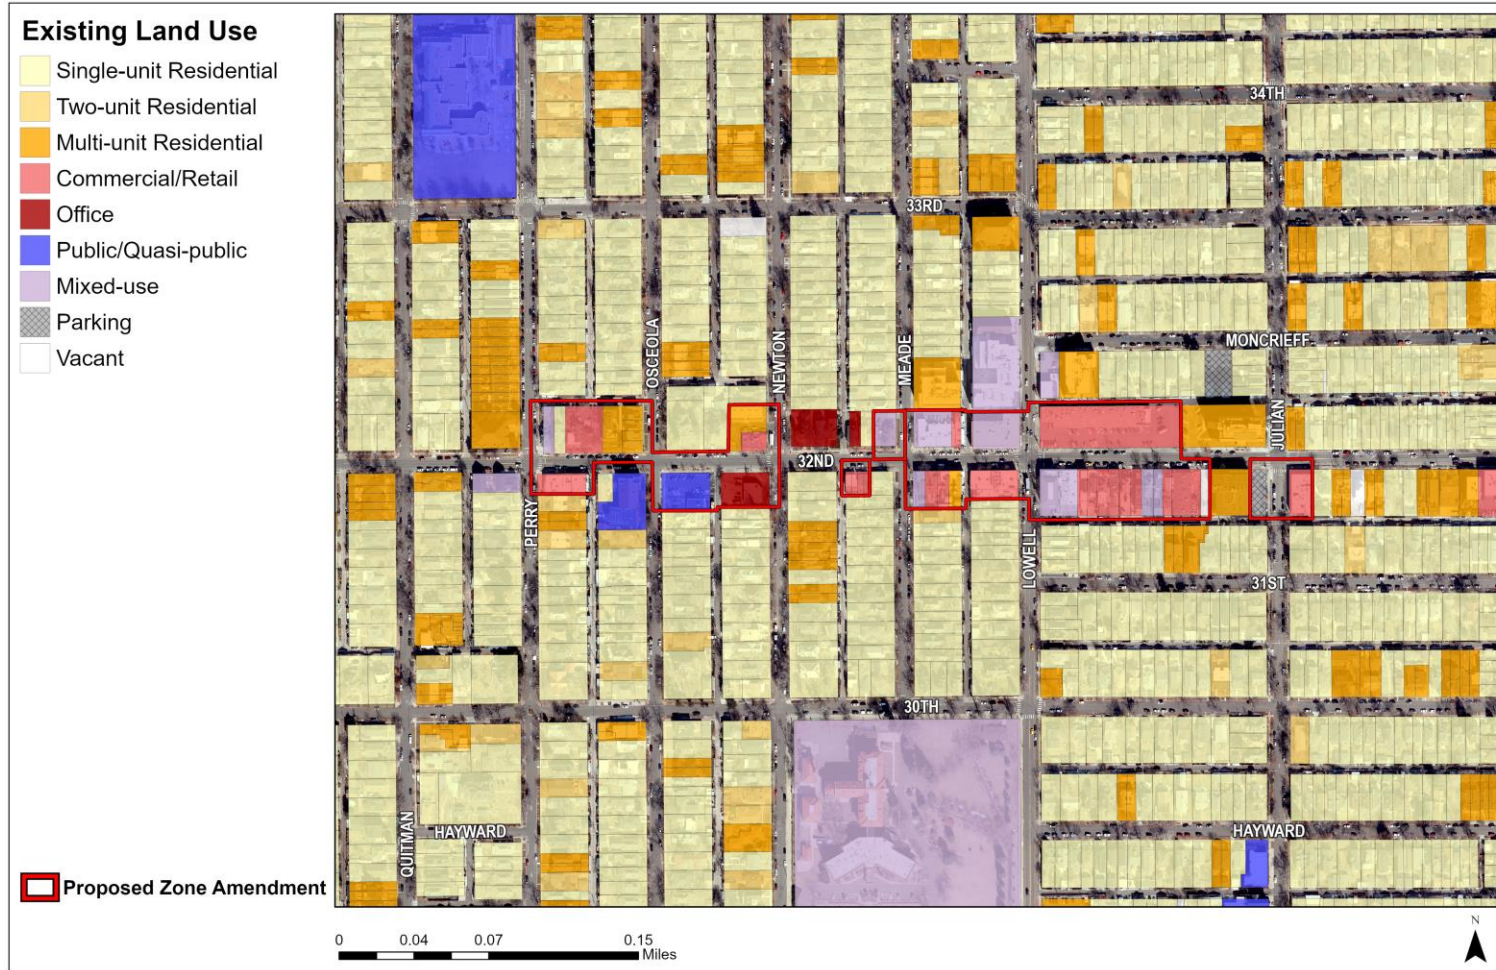 Existing Land Use
Single-unit Residential
Two-unit Residential
Multi-unit Residential
Commercial/Retail
Office
Public/Quasi-public
Mixed-use
Parking
Vacant
Proposed Zone Amendment
34TH
33RD
MONCRIEFF
OSCEOLA
NEWTON
MEADE
JULIAN
32ND
PERRY
LOWELL
31ST
30TH
QUITMAN
HAYWARD
HAYWARD
0 0.04 0.07 0.15
Miles
N